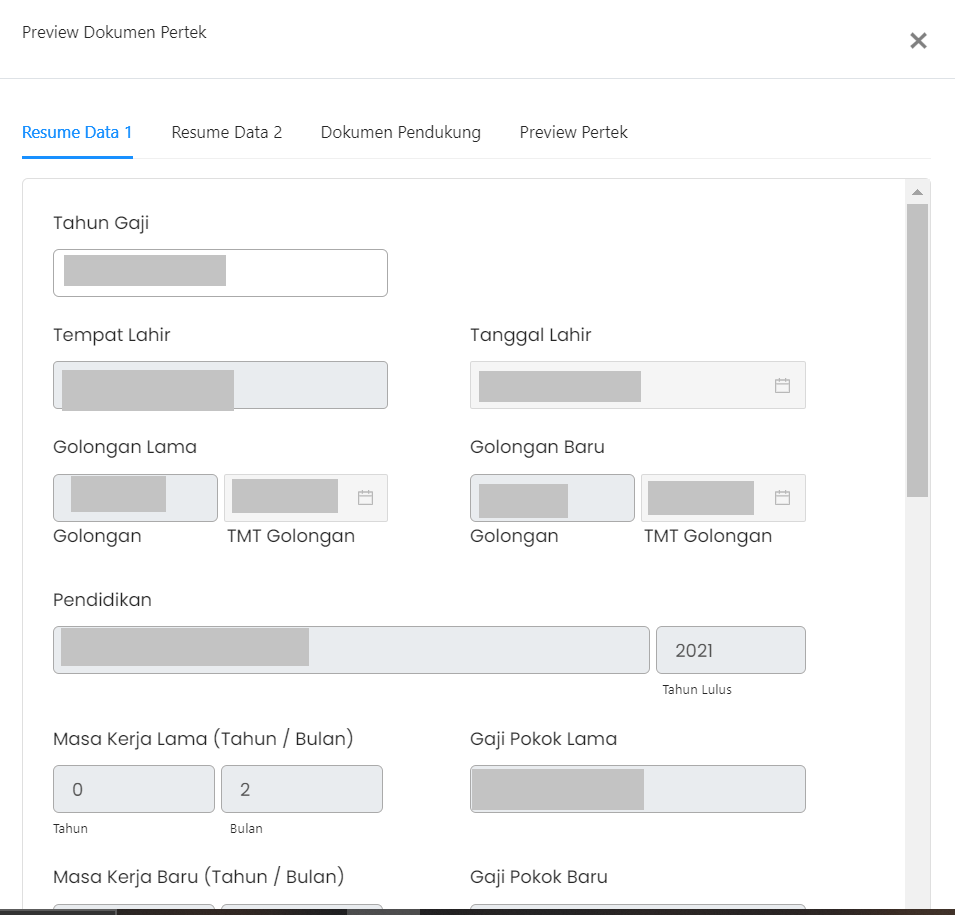 Preview Dokumen Pertek
Resume Data 1 Resume Data 2 Dokumen Pendukung Preview Pertek
Tahun Gaji
Tempat Lahir Tanggal Lahir
Golongan Lama Golongan Baru
Golongan TMT Golongan Golongan TMT Golongan
Pendidikan
2021
Tahun Lulus
Masa Kerja Lama (Tahun / Bulan) Gaji Pokok Lama
0 2
Tahun Bulan
Masa Kerja Baru (Tahun / Bulan) Gaji Pokok Baru